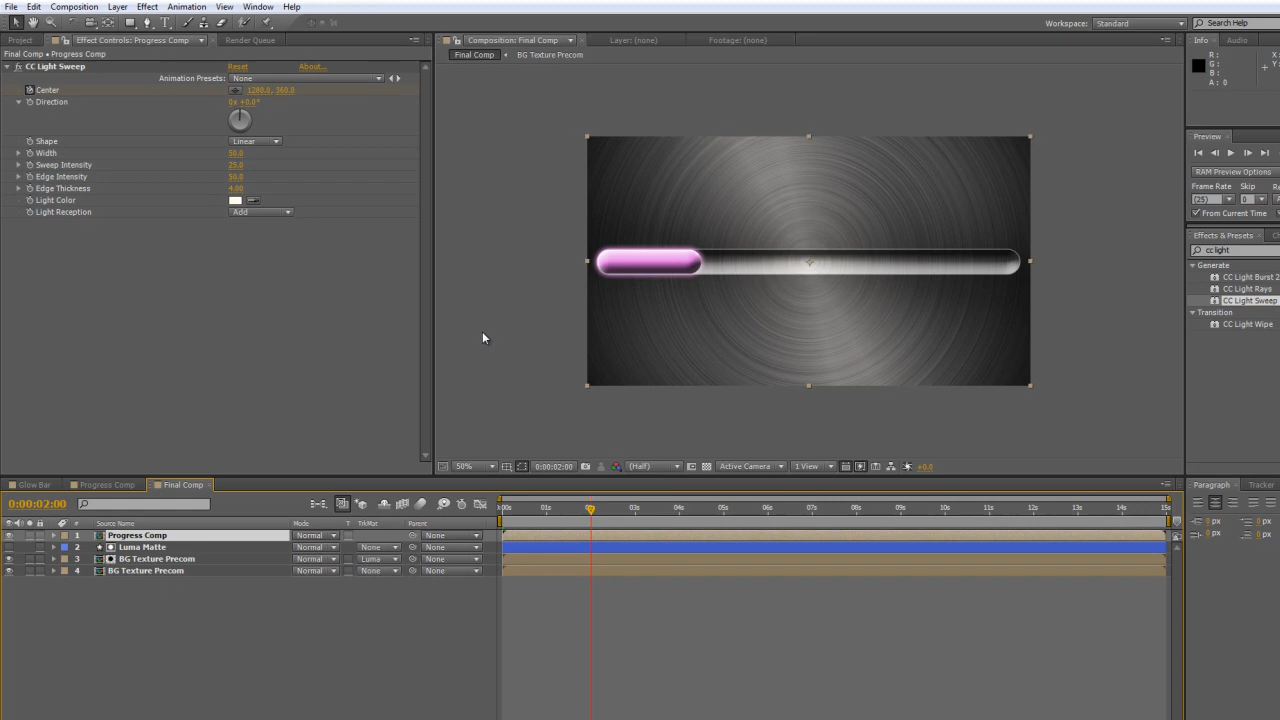 File Edit Composition Layer Effect Animation View Window Help
Workspace: Standard Search Help
Project Effect Controls: Progress Comp Render Queue
Composition: Final Comp Layer: (none) Footage: (none)
Info Audio
Final Comp • Progress Comp
Final Comp BG Texture Precom
CC Light Sweep Reset About...
Animation Presets: None
Center 1280.0, 360.0
Direction 0x +0.0°
Shape Linear
Width 50.0
Sweep Intensity 25.0
Edge Intensity 50.0
Edge Thickness 4.00
Light Color
Light Reception Add
R :
G :
B :
A : 0
Preview
RAM Preview Options
Frame Rate Skip
(25) 0
From Current Time
Effects & Presets
cc light
Generate
CC Light Burst 2
CC Light Rays
CC Light Sweep
Transition
CC Light Wipe
50% 0:00:02:00 (Half) Active Camera 1 View +0.0
Glow Bar Progress Comp Final Comp
Paragraph Tracker
0:00:02:00
:00s 01s 03s 04s 05s 06s 07s 08s 09s 10s 11s 12s 13s 14s 15s
# Source Name Mode T TrkMat Parent
1 Progress Comp Normal None
2 Luma Matte Normal None None
3 BG Texture Precom Normal Luma None
4 BG Texture Precom Normal None None
0 px 0 px
0 px 0 px